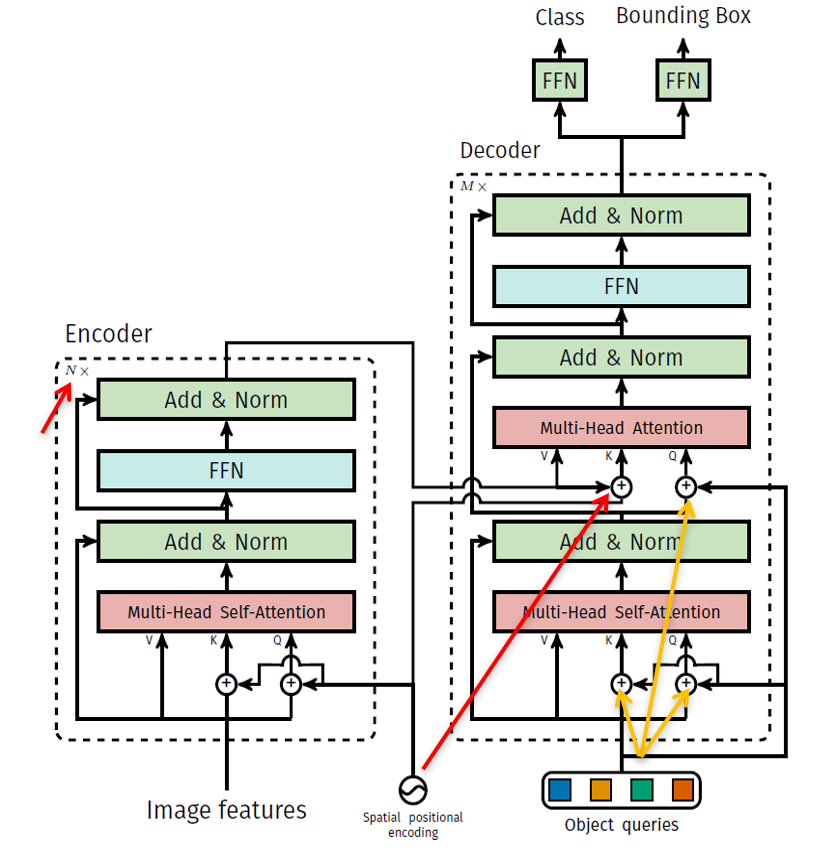 Class
Bounding Box
FFN
FFN
Decoder
M×
Add & Norm
FFN
Add & Norm
Multi-Head Attention
V
K
Q
Add & Norm
Multi-Head Self-Attention
V
K
Q
Object queries
Encoder
N×
Add & Norm
FFN
Add & Norm
Multi-Head Self-Attention
V
K
Q
Image features
Spatial positional
encoding